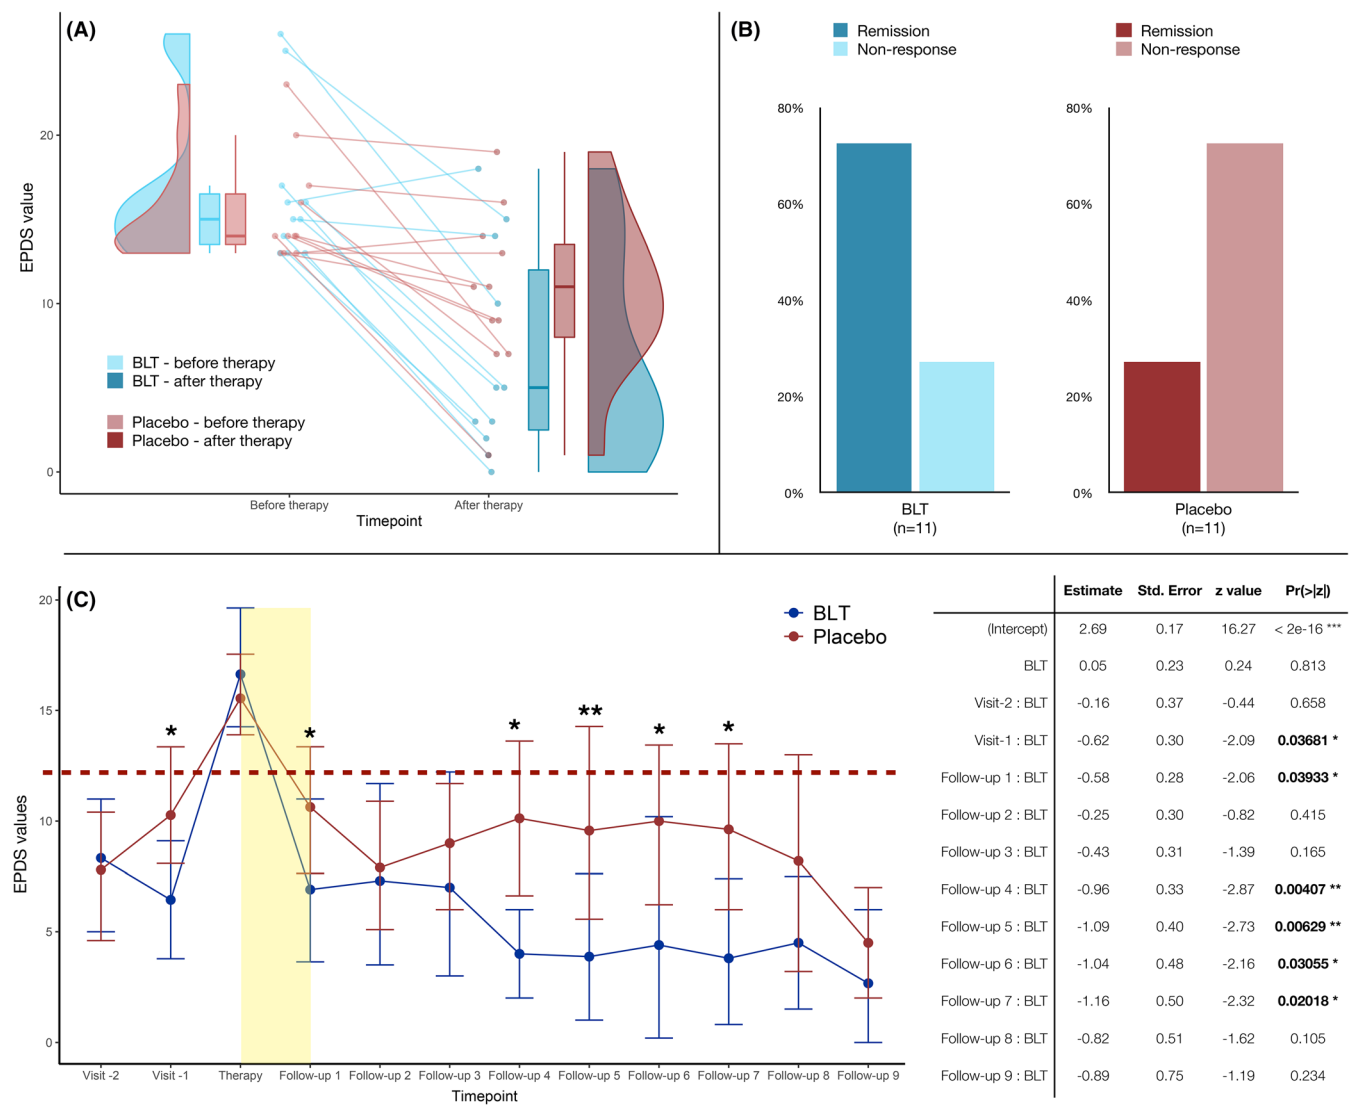 (A)
EPDS value
20
10
0
BLT - before therapy
BLT - after therapy
Placebo - before therapy
Placebo - after therapy
Before therapy
After therapy
Timepoint
(B)
Remission
Non-response
80%
60%
40%
20%
0%
BLT
(n=11)
Remission
Non-response
80%
60%
40%
20%
0%
Placebo
(n=11)
(C)
EPDS values
20
15
10
5
0
BLT
Placebo
*
*
*
**
*
*
Visit -2 Visit -1 Therapy Follow-up 1 Follow-up 2 Follow-up 3 Follow-up 4 Follow-up 5 Follow-up 6 Follow-up 7 Follow-up 8 Follow-up 9
Timepoint
Estimate Std. Error z value Pr(>|z|)
(Intercept) 2.69 0.17 16.27 < 2e-16 ***
BLT 0.05 0.23 0.24 0.813
Visit-2 : BLT -0.16 0.37 -0.44 0.658
Visit-1 : BLT -0.62 0.30 -2.09 0.03681 *
Follow-up 1 : BLT -0.58 0.28 -2.06 0.03933 *
Follow-up 2 : BLT -0.25 0.30 -0.82 0.415
Follow-up 3 : BLT -0.43 0.31 -1.39 0.165
Follow-up 4 : BLT -0.96 0.33 -2.87 0.00407 **
Follow-up 5 : BLT -1.09 0.40 -2.73 0.00629 **
Follow-up 6 : BLT -1.04 0.48 -2.16 0.03055 *
Follow-up 7 : BLT -1.16 0.50 -2.32 0.02018 *
Follow-up 8 : BLT -0.82 0.51 -1.62 0.105
Follow-up 9 : BLT -0.89 0.75 -1.19 0.234